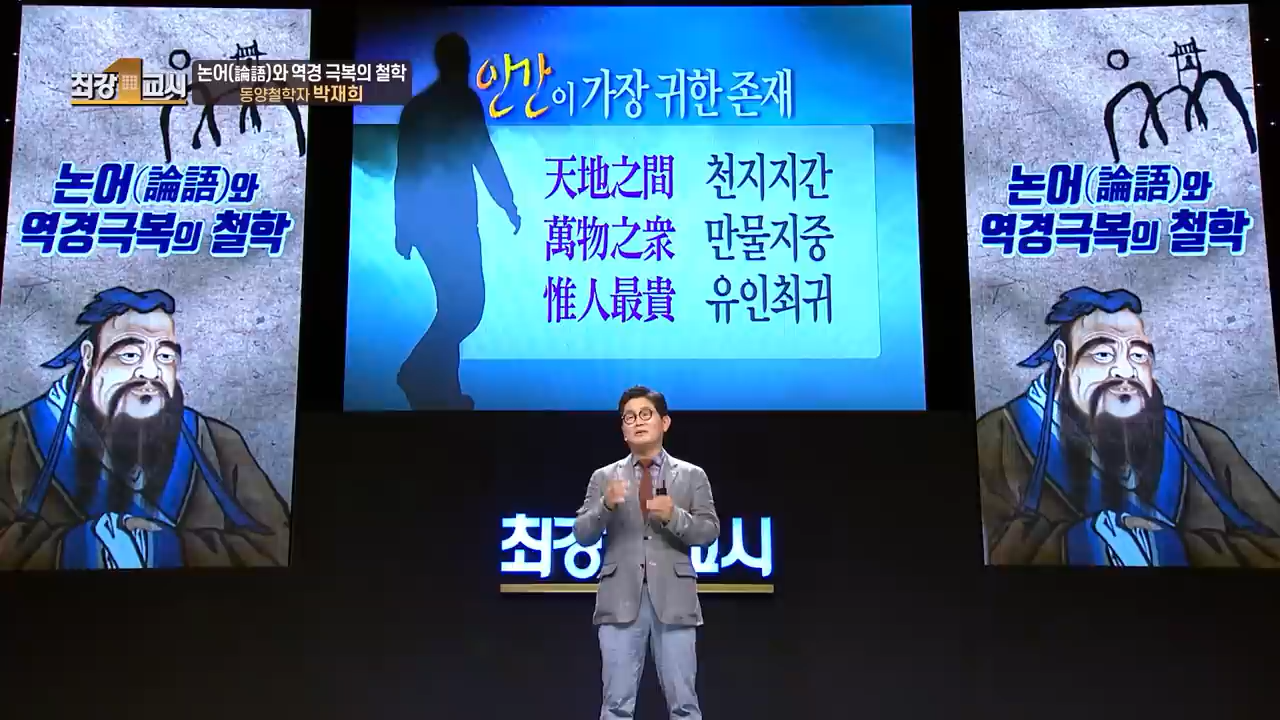 최강1교시
논어(論語)와 역경 극복의 철학
동양철학자 박재희
논어(論語)와
역경극복의 철학
인간이 가장 귀한 존재
天地之間 천지지간
萬物之衆 만물지중
惟人最貴 유인최귀
논어(論語)와
역경극복의 철학
최강 교시